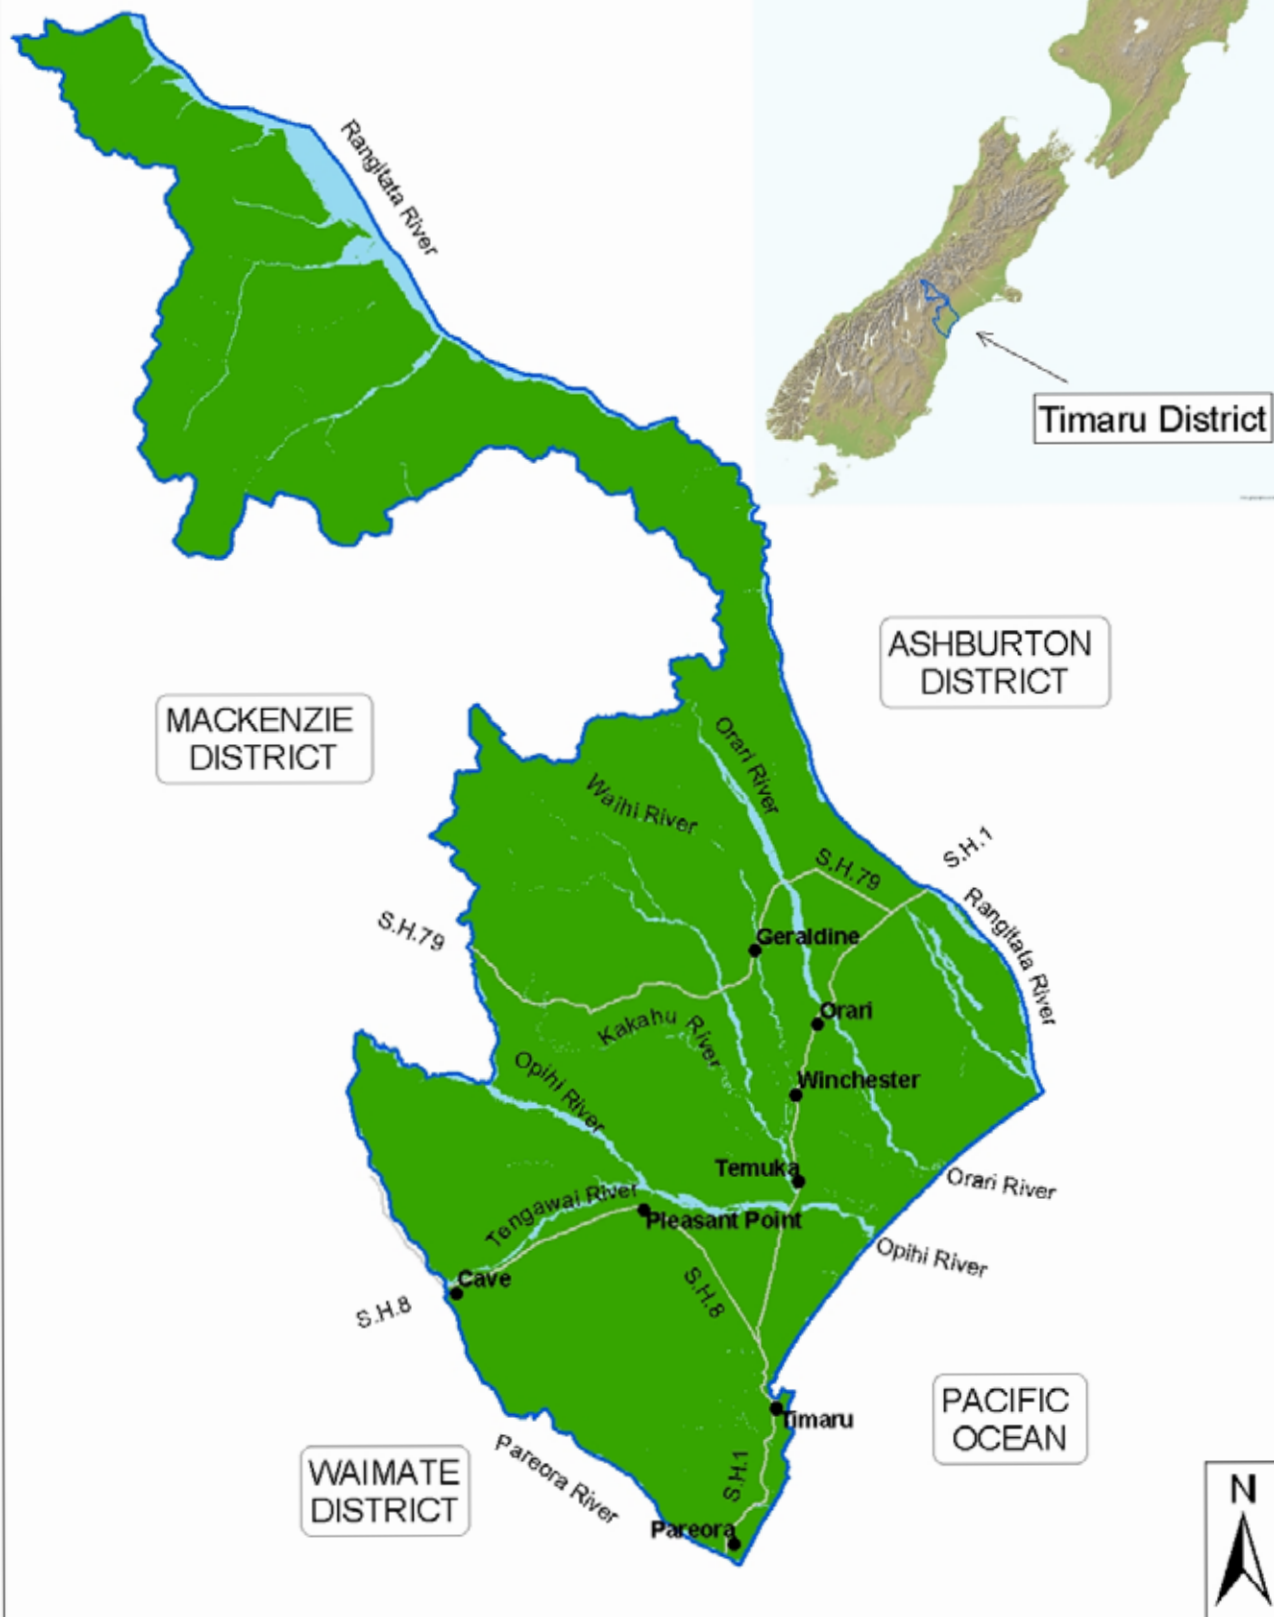 Rangitata River
Timaru District
ASHBURTON
DISTRICT
MACKENZIE
DISTRICT
Orari River
Waihi River
S.H.1
S.H.79
Rangitata River
S.H.79
Geraldine
Orari
Kakahu River
Opihi River
Winchester
Temuka
Orari River
Tengawai River
Pleasant Point
Opihi River
Cave
S.H.8
S.H.8
PACIFIC
OCEAN
Timaru
Pareora River
WAIMATE
DISTRICT
S.H.1
N
Pareora